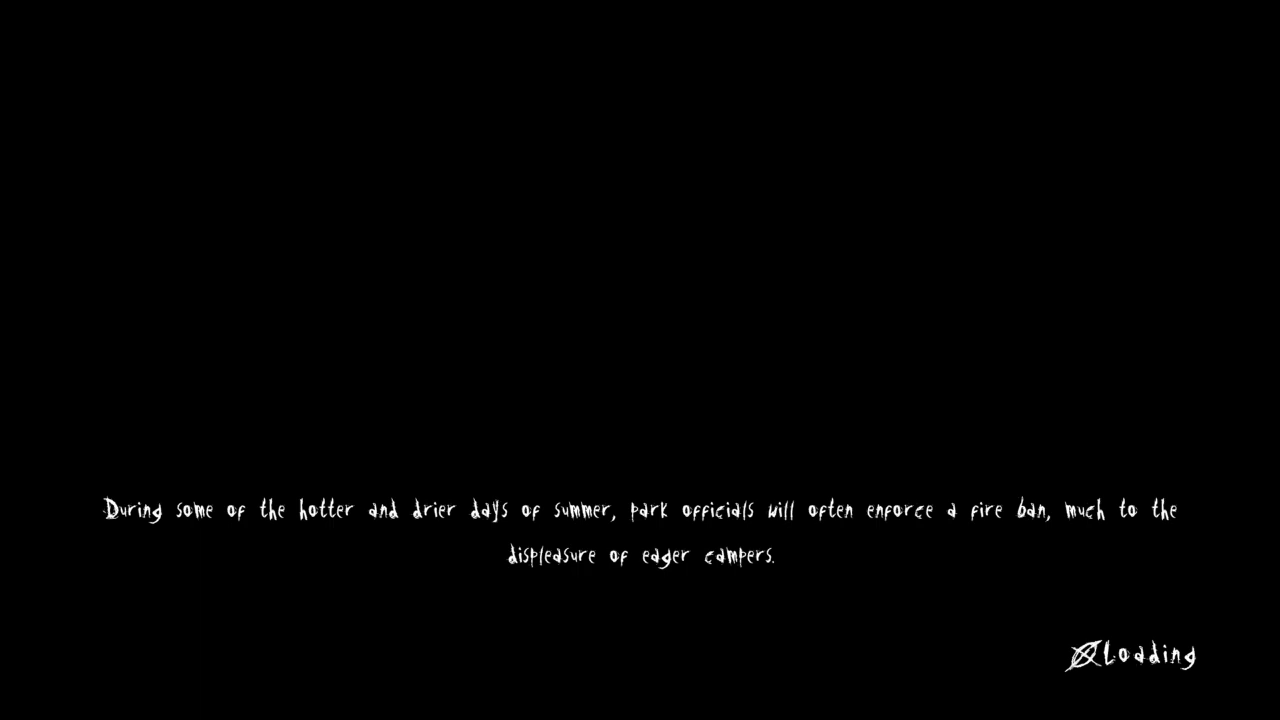 During some of the hotter and drier days of summer, park officials will often enforce a fire ban, much to the
displeasure of eager campers.
Loading